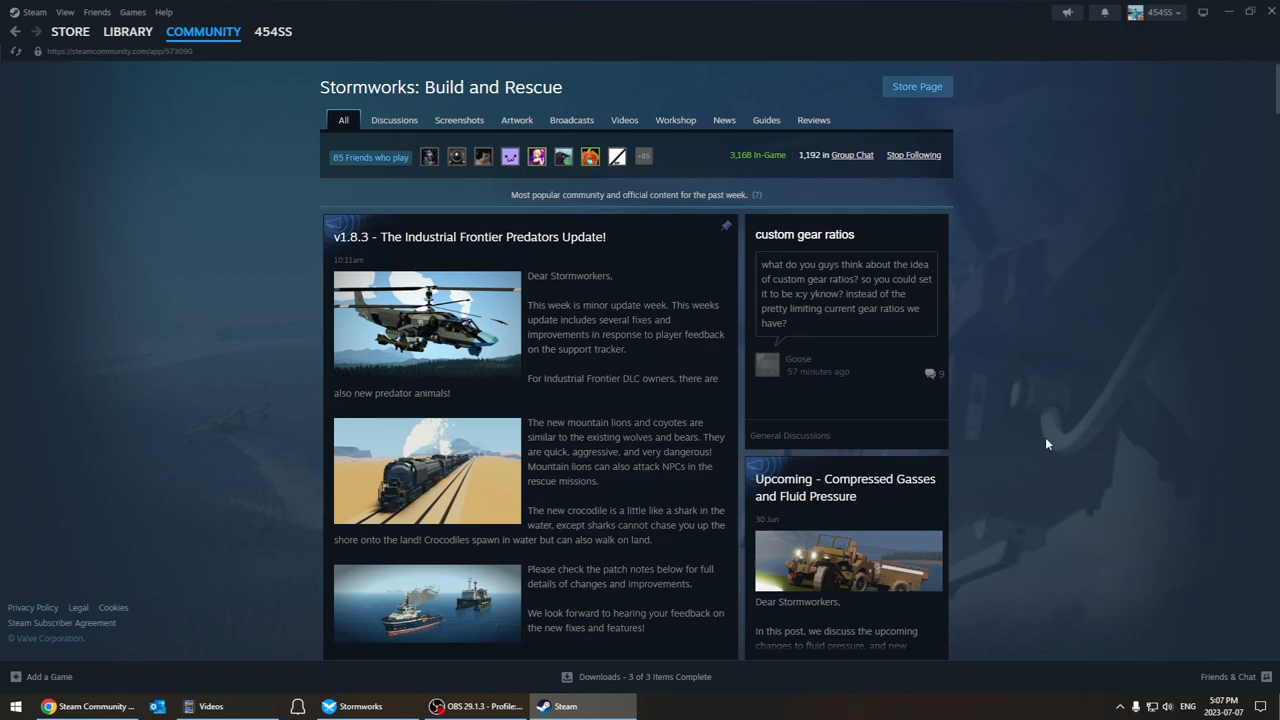 Steam View Friends Games Help
454SS
STORE LIBRARY COMMUNITY 454SS
https://steamcommunity.com/app/573090
Stormworks: Build and Rescue
Store Page
All Discussions Screenshots Artwork Broadcasts Videos Workshop News Guides Reviews
85 Friends who play
+85
3,168 In-Game 1,192 in Group Chat Stop Following
Most popular community and official content for the past week. (?)
v1.8.3 - The Industrial Frontier Predators Update!
10:11am
Dear Stormworkers,
This week is minor update week. This weeks
update includes several fixes and
improvements in response to player feedback
on the support tracker.
For Industrial Frontier DLC owners, there are
also new predator animals!
The new mountain lions and coyotes are
similar to the existing wolves and bears. They
are quick, aggressive, and very dangerous!
Mountain lions can also attack NPCs in the
rescue missions.
The new crocodile is a little like a shark in the
water, except sharks cannot chase you up the
shore onto the land! Crocodiles spawn in water but can also walk on land.
Please check the patch notes below for full
details of changes and improvements.
We look forward to hearing your feedback on
the new fixes and features!
custom gear ratios
what do you guys think about the idea
of custom gear ratios? so you could set
it to be x:y yknow? instead of the
pretty limiting current gear ratios we
have?
Goose
57 minutes ago
9
General Discussions
Upcoming - Compressed Gasses
and Fluid Pressure
30 Jun
Dear Stormworkers,
In this post, we discuss the upcoming
changes to fluid pressure, and new
Privacy Policy Legal Cookies
Steam Subscriber Agreement
© Valve Corporation.
Add a Game
Downloads - 3 of 3 Items Complete
Friends & Chat
Steam Community ...
Videos
Stormworks
OBS 29.1.3 - Profile:...
Steam
ENG
5:07 PM
2023-07-07